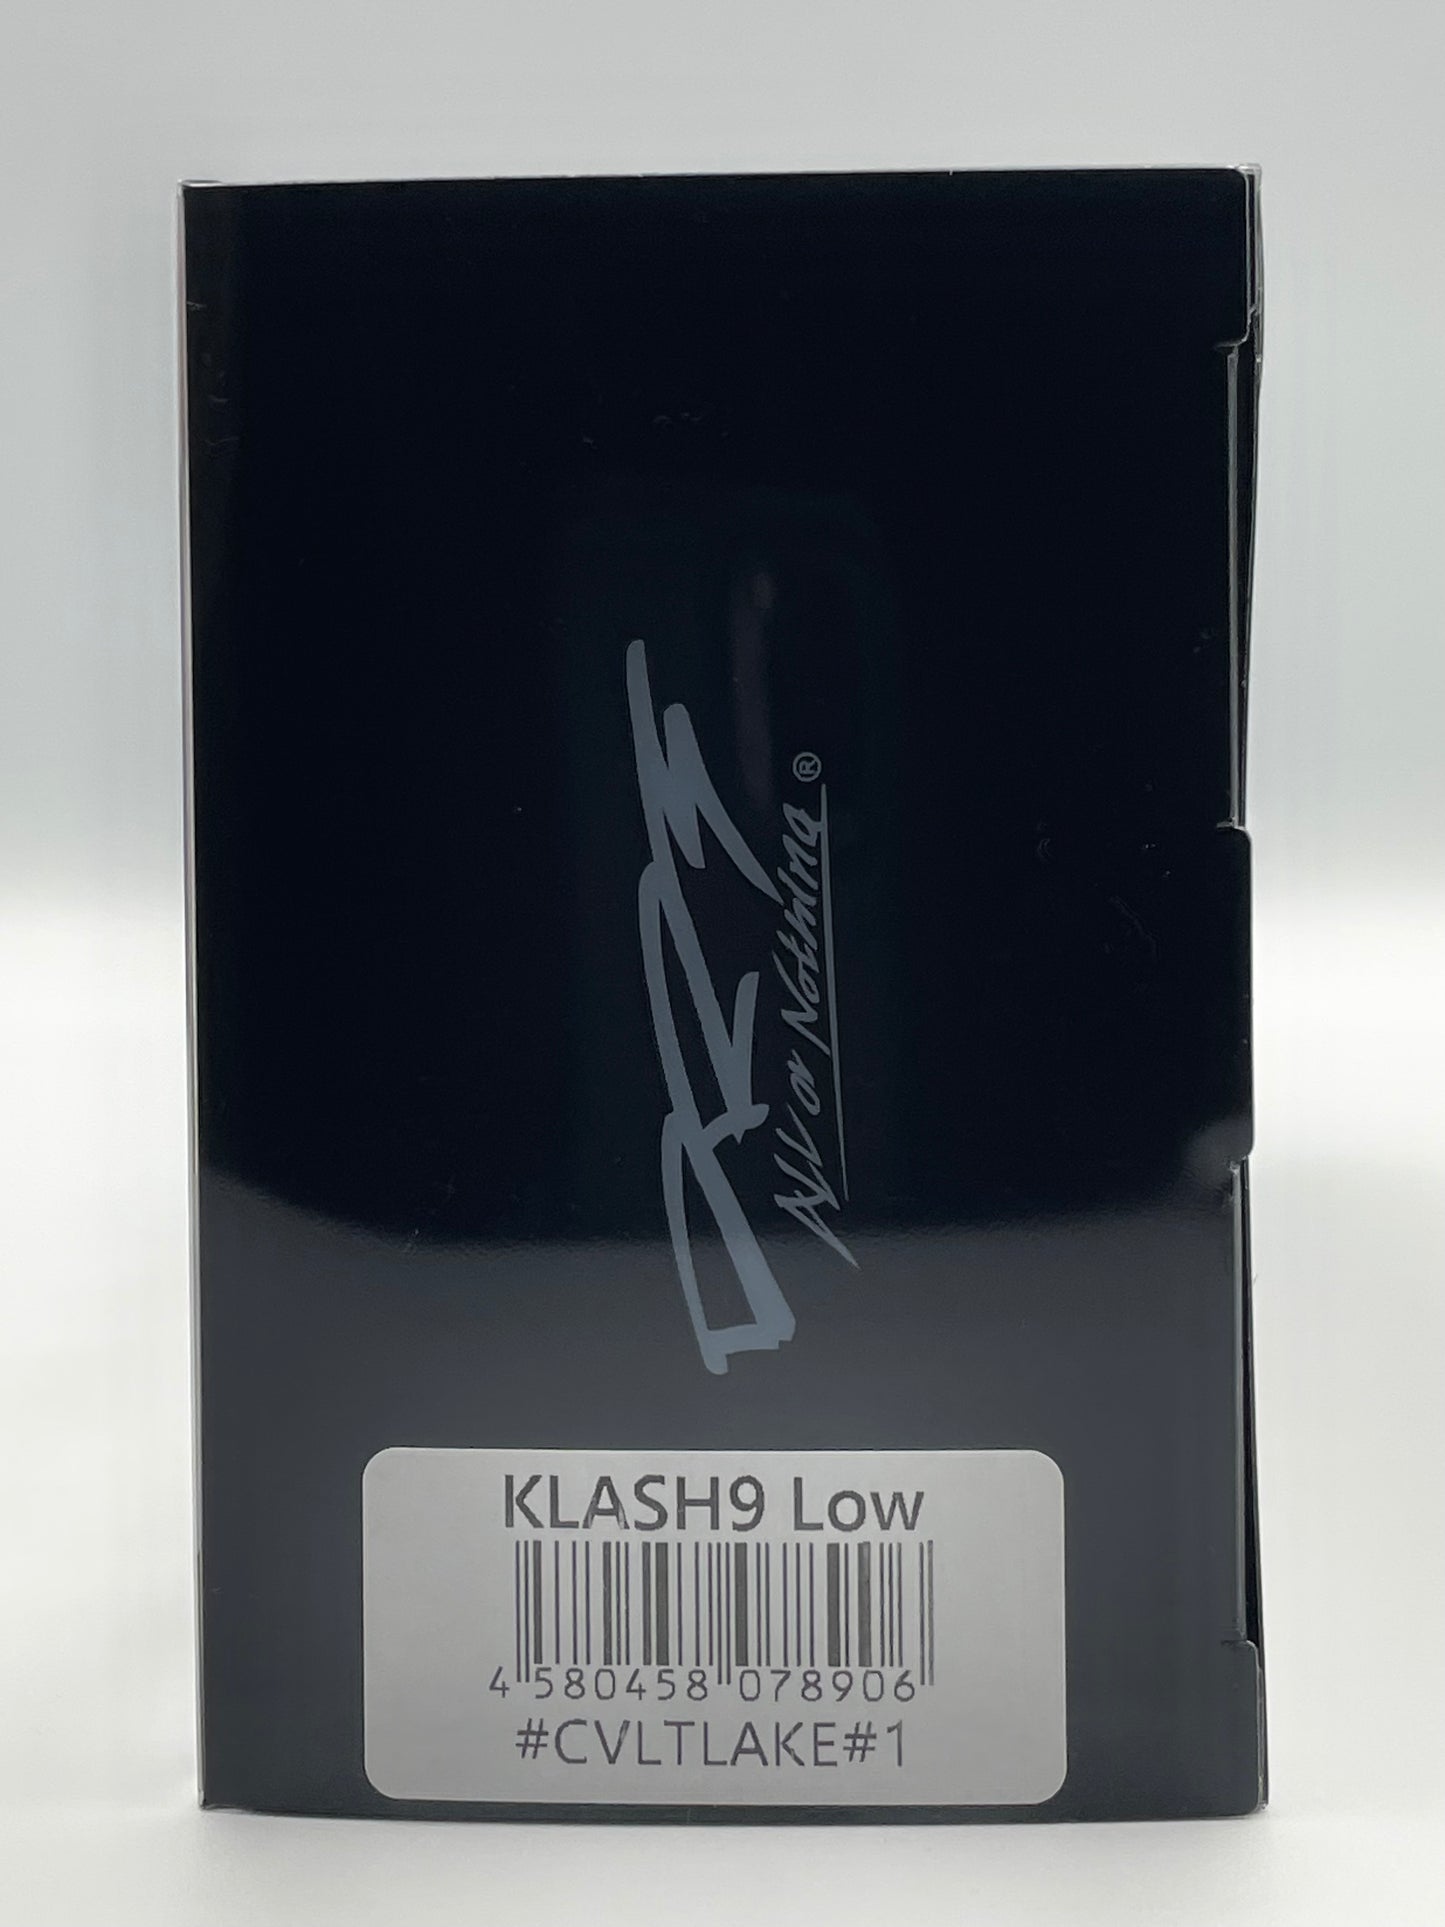 All or Nothing®
KLASH9 Low
4 580458 078906
#CVLTLAKE#1